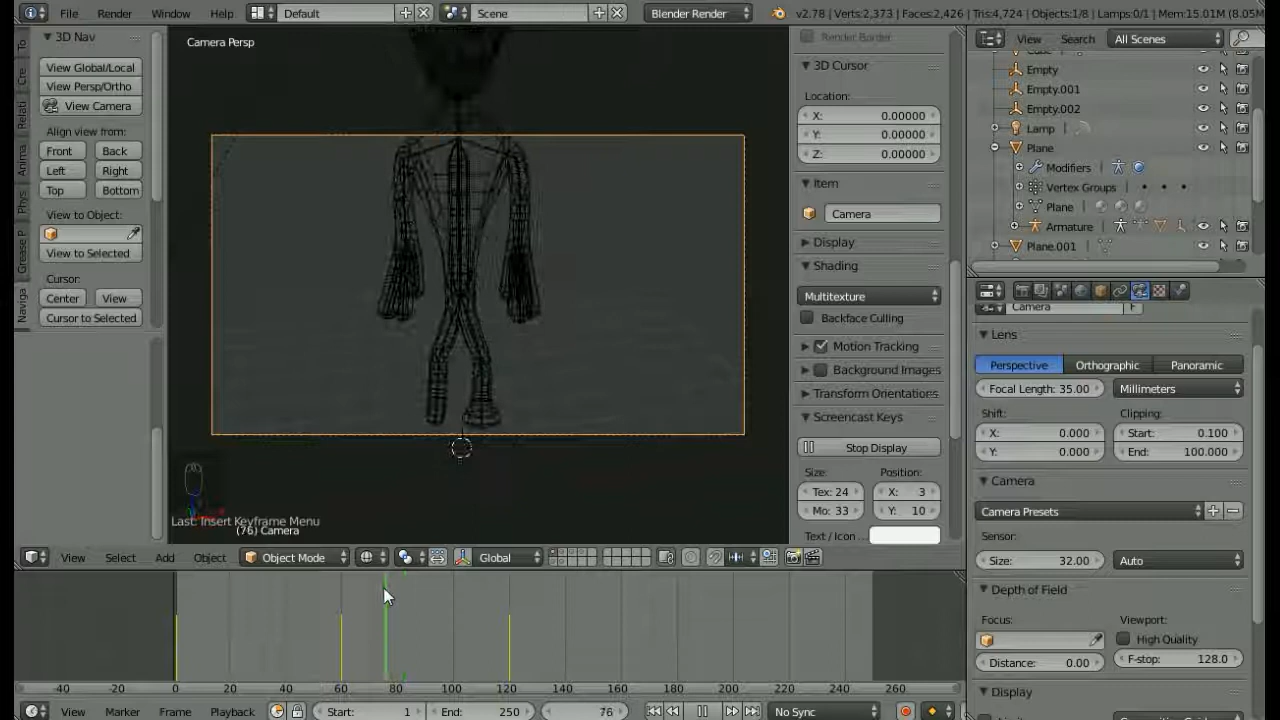 File Render Window Help Default Scene Blender Render v2.78 | Verts:2,373 | Faces:2,426 | Tris:4,724 | Objects:1/8 | Lamps:0/1 | Mem:15.01M (8.05M
3D Nav
View Global/Local
View Persp/Ortho
View Camera
Align view from:
Front Back
Left Right
Top Bottom
View to Object:
View to Selected
Cursor:
Center View
Cursor to Selected
To
Cre
Relati
Anima
Phys
Grease P
Naviga
Camera Persp
Last: Insert Keyframe Menu
(76) Camera
Render Border
3D Cursor
Location:
X: 0.00000
Y: 0.00000
Z: 0.00000
Item
Camera
Display
Shading
Multitexture
Backface Culling
Motion Tracking
Background Images
Transform Orientations
Screencast Keys
Stop Display
Size: Position:
Tex: 24 X: 3
Mo: 33 Y: 10
Text / Icon ...
View Search All Scenes
Empty
Empty.001
Empty.002
Lamp
Plane
Modifiers
Vertex Groups
Plane
Armature
Plane.001
Camera F
Lens
Perspective Orthographic Panoramic
Focal Length: 35.00 Millimeters
Shift: Clipping:
X: 0.000 Start: 0.100
Y: 0.000 End: 100.000
Camera
Camera Presets
Sensor:
Size: 32.00 Auto
Depth of Field
Focus: Viewport:
High Quality
Distance: 0.00 F-stop: 128.0
Display
View Select Add Object Object Mode Global
-40 -20 0 20 40 60 80 100 120 140 160 180 200 220 240 260
View Marker Frame Playback Start: 1 End: 250 76 No Sync